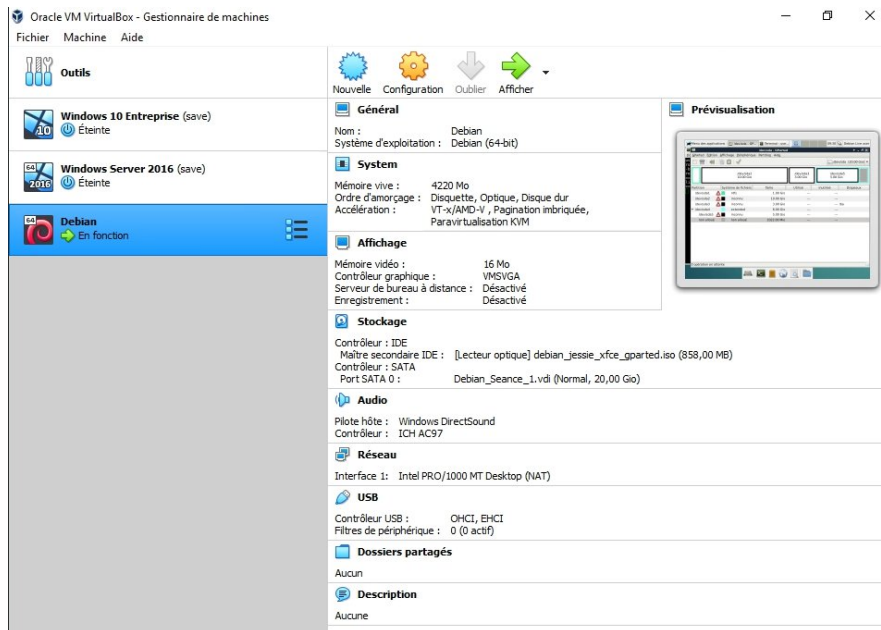 Oracle VM VirtualBox - Gestionnaire de machines
Fichier Machine Aide
Outils
Nouvelle Configuration Oublier Afficher
Windows 10 Entreprise (save)
Éteinte
Windows Server 2016 (save)
Éteinte
Debian
En fonction
10
64
2016
64
Général
Nom : Debian
Système d'exploitation : Debian (64-bit)
System
Mémoire vive : 4220 Mo
Ordre d'amorçage : Disquette, Optique, Disque dur
Accélération : VT-x/AMD-V , Pagination imbriquée,
Paravirtualisation KVM
Affichage
Mémoire vidéo : 16 Mo
Contrôleur graphique : VMSVGA
Serveur de bureau à distance : Désactivé
Enregistrement : Désactivé
Prévisualisation
Stockage
Contrôleur : IDE
Maître secondaire IDE : [Lecteur optique] debian_jessie_xfce_gparted.iso (858,00 MB)
Contrôleur : SATA
Port SATA 0 : Debian_Seance_1.vdi (Normal, 20,00 Gio)
Audio
Pilote hôte : Windows DirectSound
Contrôleur : ICH AC97
Réseau
Interface 1: Intel PRO/1000 MT Desktop (NAT)
USB
Contrôleur USB : OHCI, EHCI
Filtres de périphérique : 0 (0 actif)
Dossiers partagés
Aucun
Description
Aucune